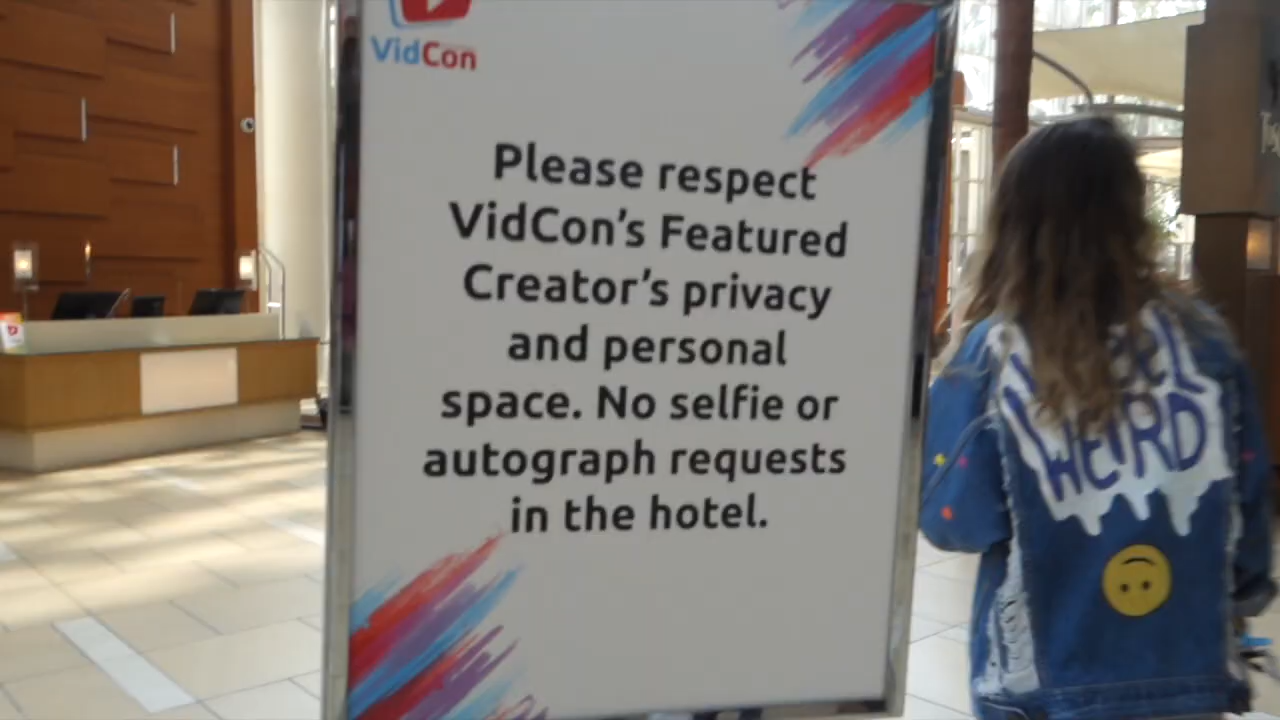 VidCon
Please respect
VidCon's Featured
Creator's privacy
and personal
space. No selfie or
autograph requests
in the hotel.
WEIRD